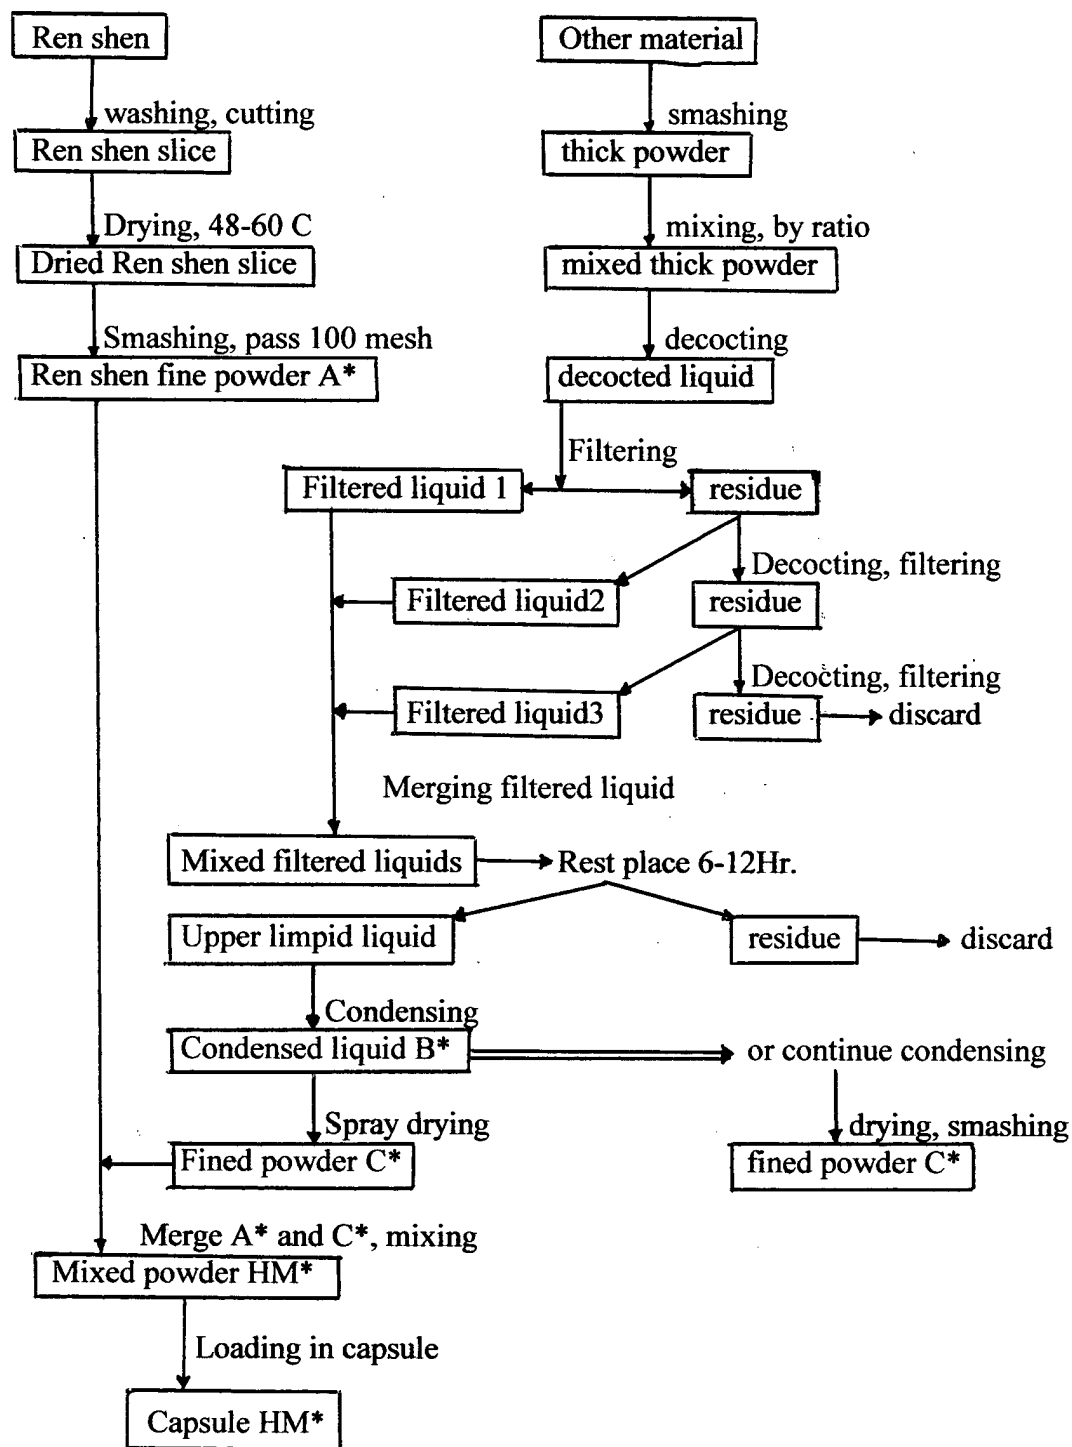 Ren shen
Other material
washing, cutting
smashing
Ren shen slice
thick powder
Drying, 48-60 C
mixing, by ratio
Dried Ren shen slice
mixed thick powder
Smashing, pass 100 mesh
decocting
Ren shen fine powder A*
decocted liquid
Filtering
Filtered liquid 1
residue
Decocting, filtering
Filtered liquid2
residue
Decocting, filtering
Filtered liquid3
residue
discard
Merging filtered liquid
Mixed filtered liquids
Rest place 6-12Hr.
Upper limpid liquid
residue
discard
Condensing
Condensed liquid B*
or continue condensing
Spray drying
drying, smashing
Fined powder C*
fined powder C*
Merge A* and C*, mixing
Mixed powder HM*
Loading in capsule
Capsule HM*